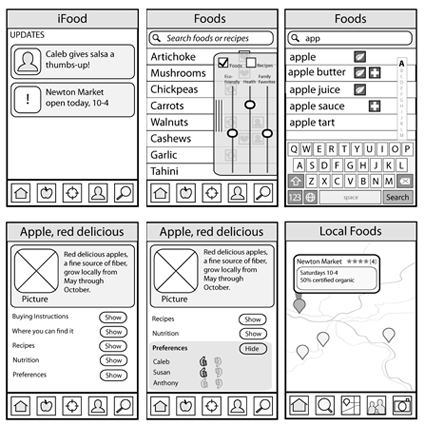 iFood
UPDATES
Caleb gives salsa a
thumbs-up!
!
Newton Market
open today, 10-4
Foods
Search foods or recipes
Artichoke
Mushrooms
Chickpeas
Carrots
Walnuts
Cashews
Garlic
Tahini
Foods
Recipes
Eco-
friendly
Health
Family
Favorites
Foods
app
apple
apple butter
apple juice
apple sauce
apple tart
A
Q W E R T Y U I O P
A S D F G H J K L
Z X C V B N M
123 space Search
Apple, red delicious
Red delicious apples,
a fine source of fiber,
grow locally from
May through
October.
Picture
Buying Instructions Show
Where you can find it Show
Recipes Show
Nutrition Show
Preferences Show
Apple, red delicious
Red delicious apples,
a fine source of fiber,
grow locally from
May through
October.
Picture
Recipes Show
Nutrition Show
Preferences Hide
Caleb
Susan
Anthony
Local Foods
Newton Market ★★★★(4)
Saturdays 10-4
50% certified organic